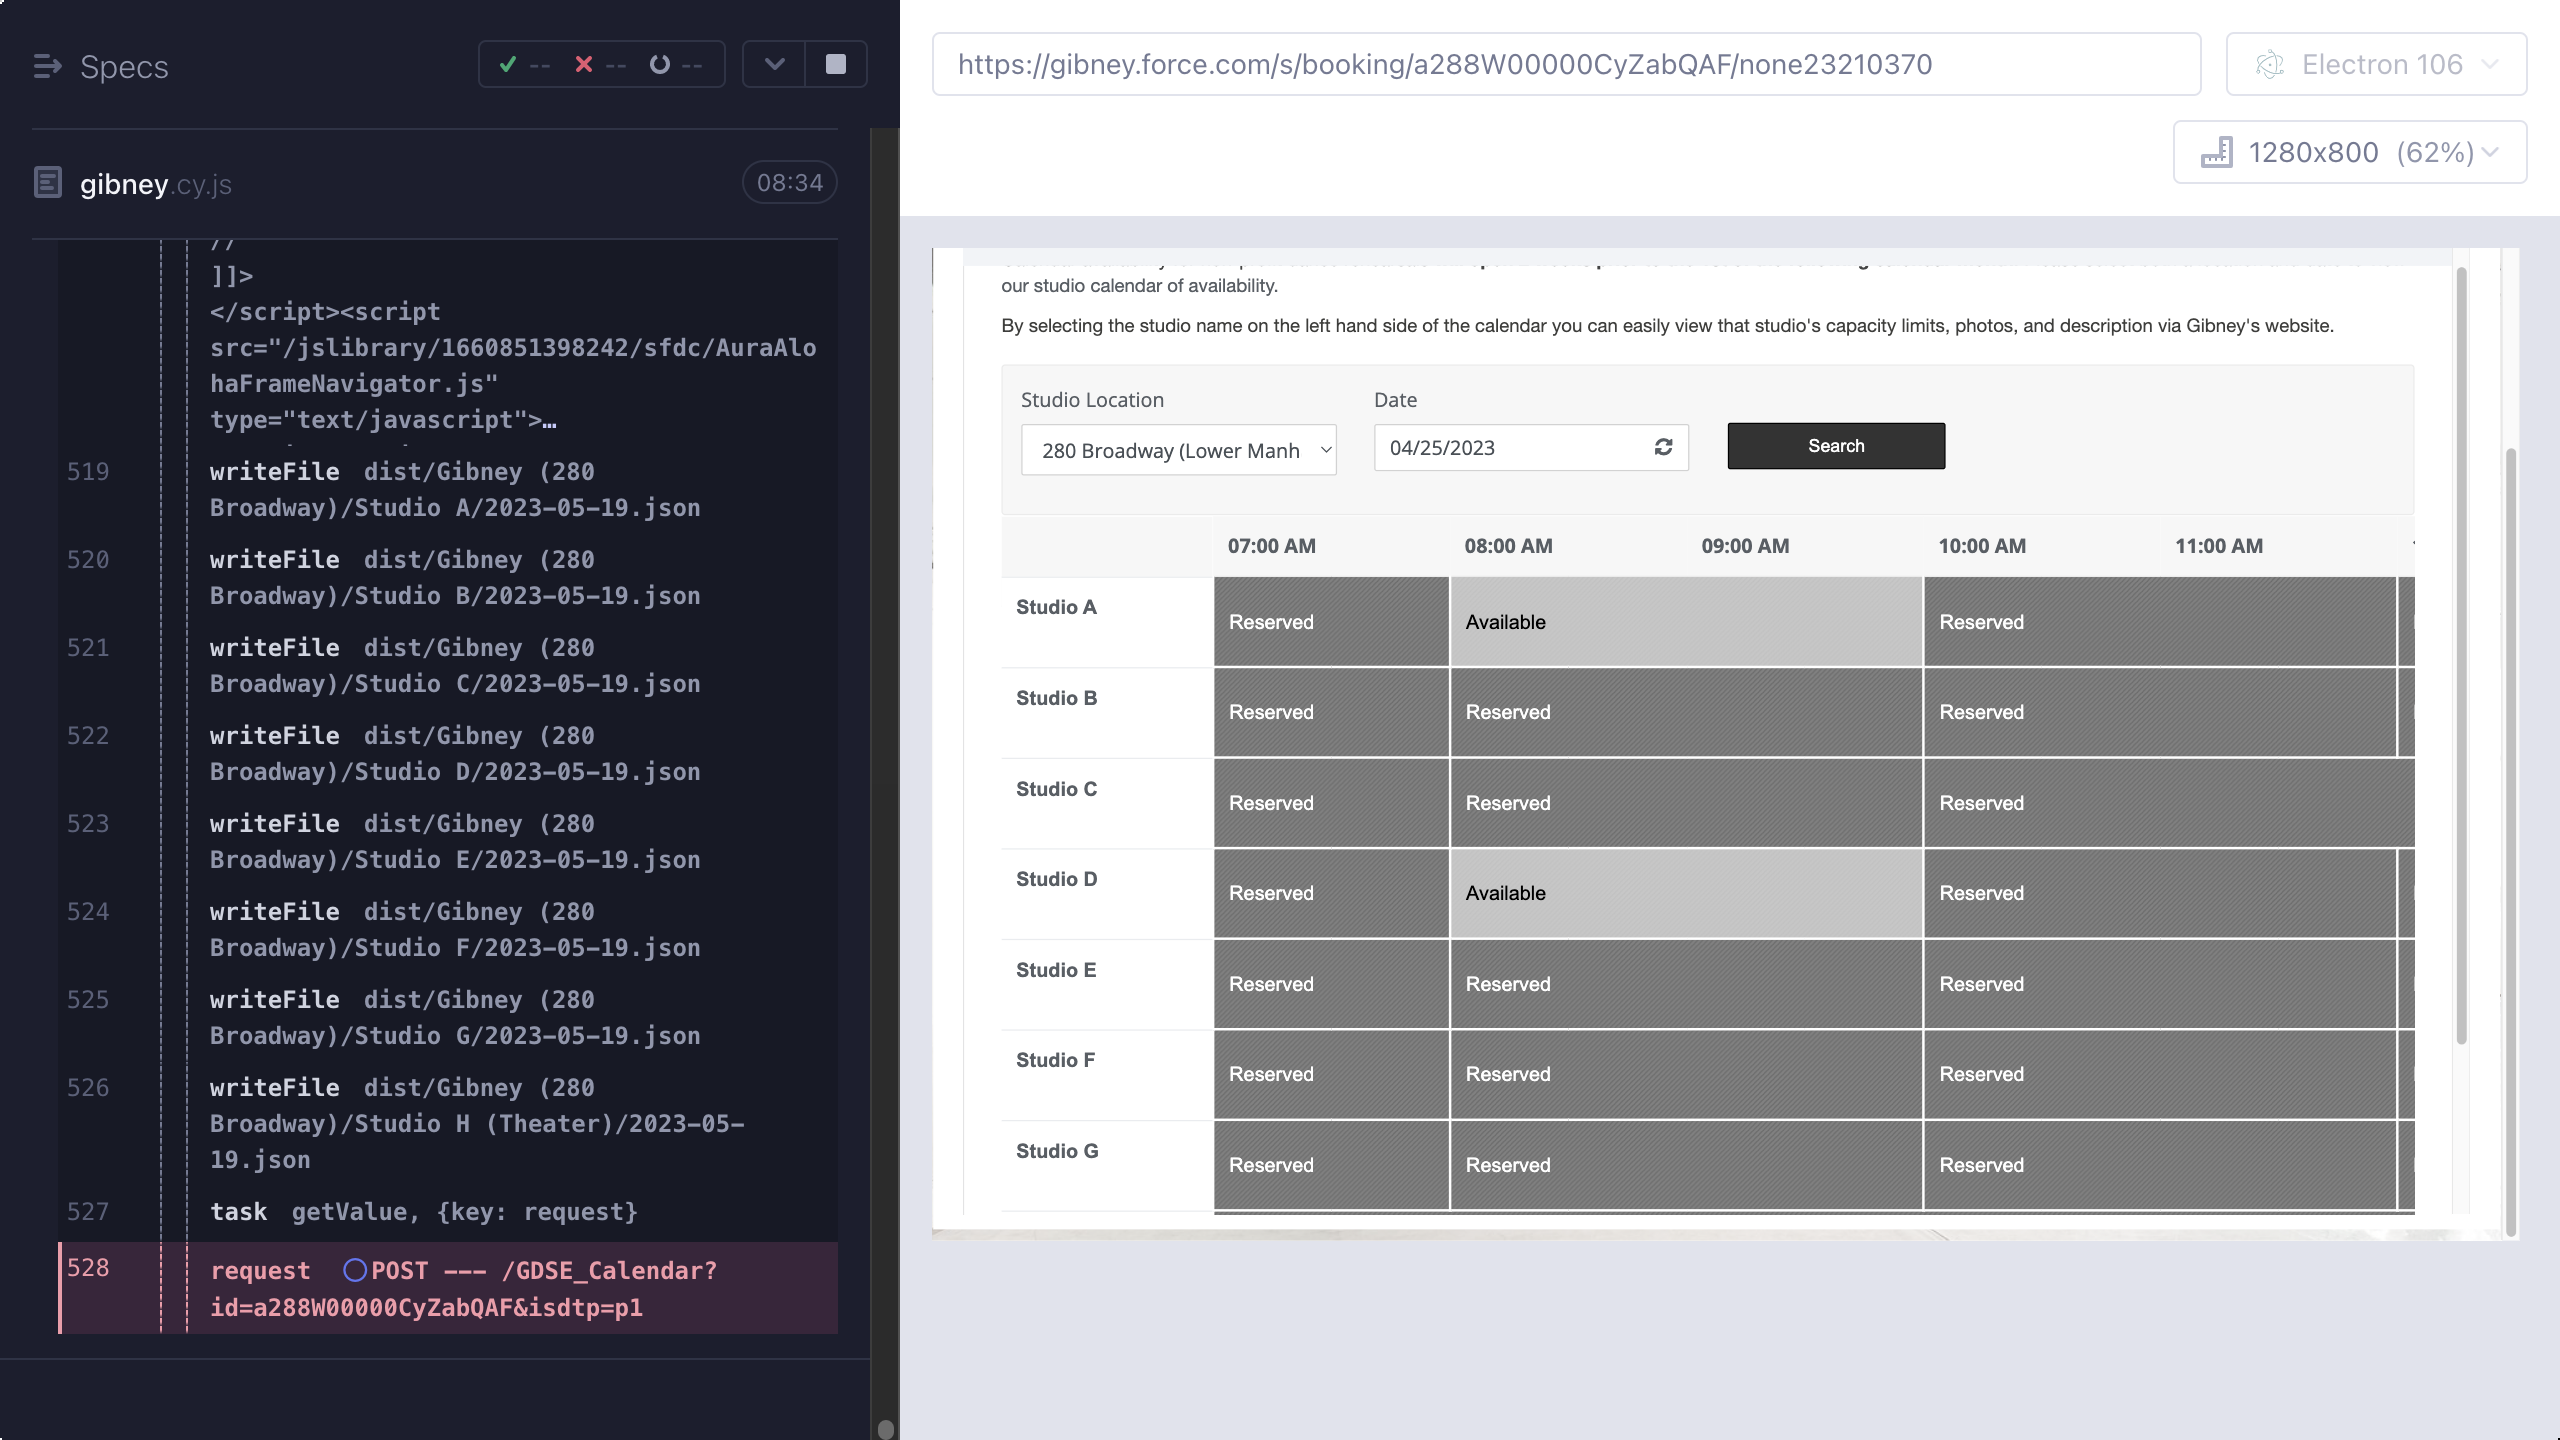 Specs
-- -- --
gibney.cy.js
08:34
//
]]>
</script><script
src="/jslibrary/1660851398242/sfdc/AuraAlo
haFrameNavigator.js"
type="text/javascript">…
519 writeFile dist/Gibney (280
Broadway)/Studio A/2023-05-19.json
520 writeFile dist/Gibney (280
Broadway)/Studio B/2023-05-19.json
521 writeFile dist/Gibney (280
Broadway)/Studio C/2023-05-19.json
522 writeFile dist/Gibney (280
Broadway)/Studio D/2023-05-19.json
523 writeFile dist/Gibney (280
Broadway)/Studio E/2023-05-19.json
524 writeFile dist/Gibney (280
Broadway)/Studio F/2023-05-19.json
525 writeFile dist/Gibney (280
Broadway)/Studio G/2023-05-19.json
526 writeFile dist/Gibney (280
Broadway)/Studio H (Theater)/2023-05-
19.json
527 task getValue, {key: request}
528 request POST --- /GDSE_Calendar?
id=a288W00000CyZabQAF&isdtp=p1
https://gibney.force.com/s/booking/a288W00000CyZabQAF/none23210370
Electron 106
1280x800 (62%)
our studio calendar of availability.
By selecting the studio name on the left hand side of the calendar you can easily view that studio's capacity limits, photos, and description via Gibney's website.
Studio Location
Date
280 Broadway (Lower Manh
04/25/2023
Search
07:00 AM 08:00 AM 09:00 AM 10:00 AM 11:00 AM
Studio A Reserved Available Reserved
Studio B Reserved Reserved Reserved
Studio C Reserved Reserved Reserved
Studio D Reserved Available Reserved
Studio E Reserved Reserved Reserved
Studio F Reserved Reserved Reserved
Studio G Reserved Reserved Reserved